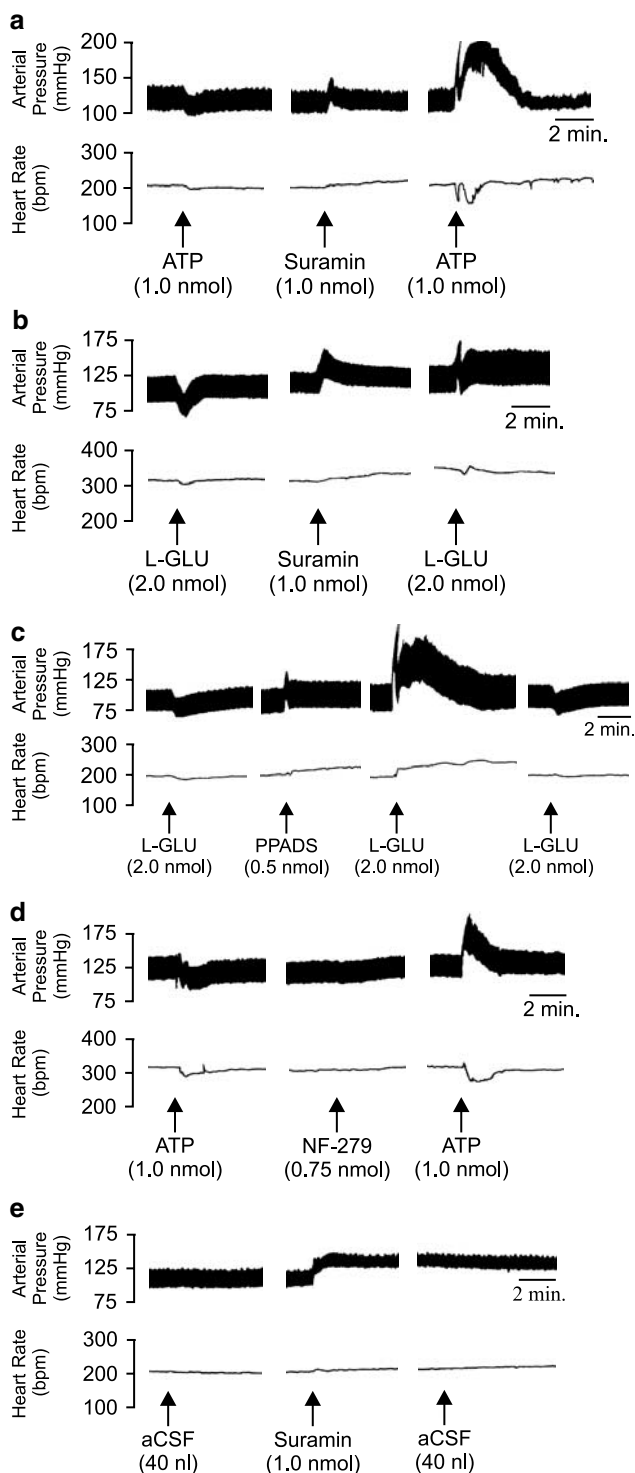 a
Arterial
Pressure
(mmHg)
200
150
100
2 min.
Heart Rate
(bpm)
300
200
100
ATP
(1.0 nmol)
Suramin
(1.0 nmol)
ATP
(1.0 nmol)
b
Arterial
Pressure
(mmHg)
175
125
75
2 min.
Heart Rate
(bpm)
400
300
200
L-GLU
(2.0 nmol)
Suramin
(1.0 nmol)
L-GLU
(2.0 nmol)
c
Arterial
Pressure
(mmHg)
175
125
75
2 min.
Heart Rate
(bpm)
300
200
100
L-GLU
(2.0 nmol)
PPADS
(0.5 nmol)
L-GLU
(2.0 nmol)
L-GLU
(2.0 nmol)
d
Arterial
Pressure
(mmHg)
175
125
75
2 min.
Heart Rate
(bpm)
400
300
200
ATP
(1.0 nmol)
NF-279
(0.75 nmol)
ATP
(1.0 nmol)
e
Arterial
Pressure
(mmHg)
175
125
75
2 min.
Heart Rate
(bpm)
300
200
100
aCSF
(40 nl)
Suramin
(1.0 nmol)
aCSF
(40 nl)